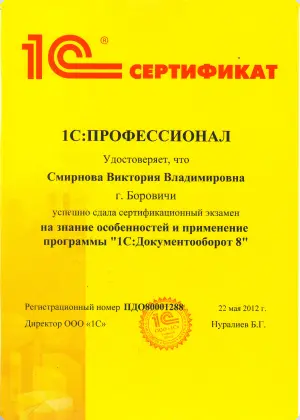 1С® СЕРТИФИКАТ
1С:ПРОФЕССИОНАЛ
Удостоверяет, что
Смирнова Виктория Владимировна
г. Боровичи
успешно сдала сертификационный экзамен
на знание особенностей и применение
программы "1С:Документооборот 8"
Регистрационный номер ПДО80001288 22 мая 2012 г.
Директор ООО «1С» Нуралиев Б.Г.